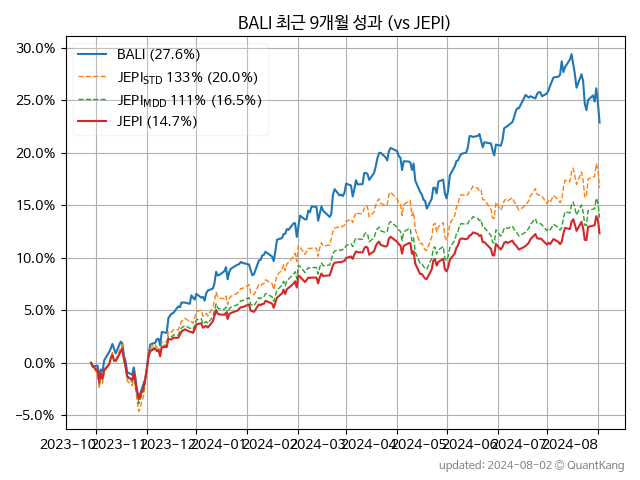 BALI 최근 9개월 성과 (vs JEPI)
30.0%
25.0%
20.0%
15.0%
10.0%
5.0%
0.0%
−5.0%
BALI (27.6%)
JEPI_STD 133% (20.0%)
JEPI_MDD 111% (16.5%)
JEPI (14.7%)
2023-10 2023-11 2023-12 2024-01 2024-02 2024-03 2024-04 2024-05 2024-06 2024-07 2024-08
updated: 2024-08-02 ⓒ QuantKang